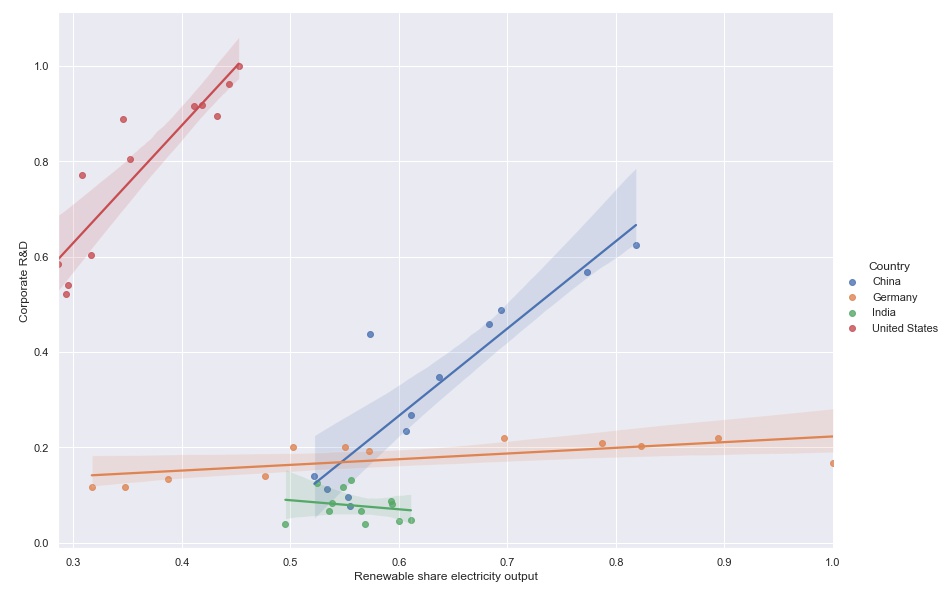 1.0
0.8
0.6
0.4
0.2
0.0
Corporate R&D
0.3 0.4 0.5 0.6 0.7 0.8 0.9 1.0
Renewable share electricity output
Country
China
Germany
India
United States